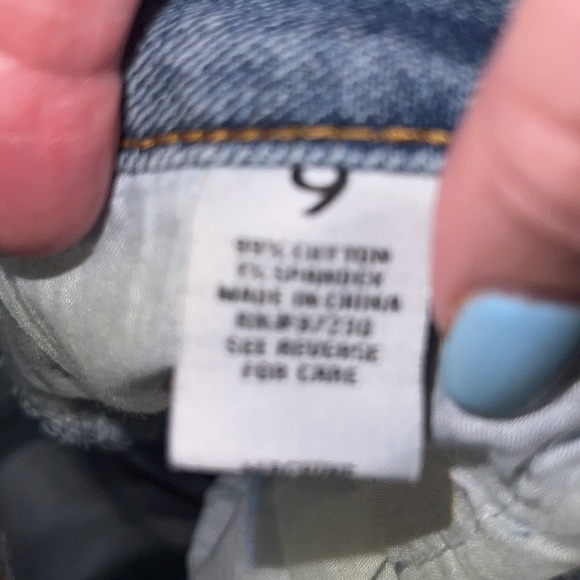 9
99% COTTON
1% SPANDEX
MADE IN CHINA
SEE REVERSE
FOR CARE